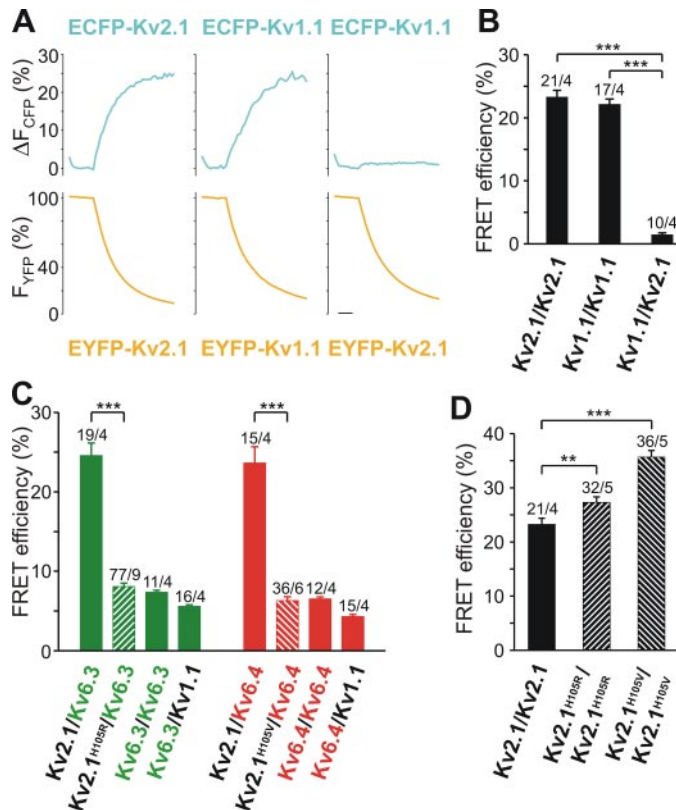 A
ECFP-Kv2.1 ECFP-Kv1.1 ECFP-Kv1.1
ΔF_CFP (%)
30
20
10
0
F_YFP (%)
100
40
0
EYFP-Kv2.1 EYFP-Kv1.1 EYFP-Kv2.1
B
FRET efficiency (%)
30
20
10
0
***
***
21/4
17/4
10/4
Kv2.1/Kv2.1
Kv1.1/Kv1.1
Kv1.1/Kv2.1
C
FRET efficiency (%)
30
20
10
0
***
19/4
77/9
11/4
16/4
***
15/4
36/6
12/4
15/4
Kv2.1/Kv6.3
Kv2.1H105R/Kv6.3
Kv6.3/Kv6.3
Kv6.3/Kv1.1
Kv2.1/Kv6.4
Kv2.1H105V/Kv6.4
Kv6.4/Kv6.4
Kv6.4/Kv1.1
D
FRET efficiency (%)
40
30
20
10
0
***
**
21/4
32/5
36/5
Kv2.1/Kv2.1
Kv2.1H105R/
Kv2.1H105R
Kv2.1H105V/
Kv2.1H105V